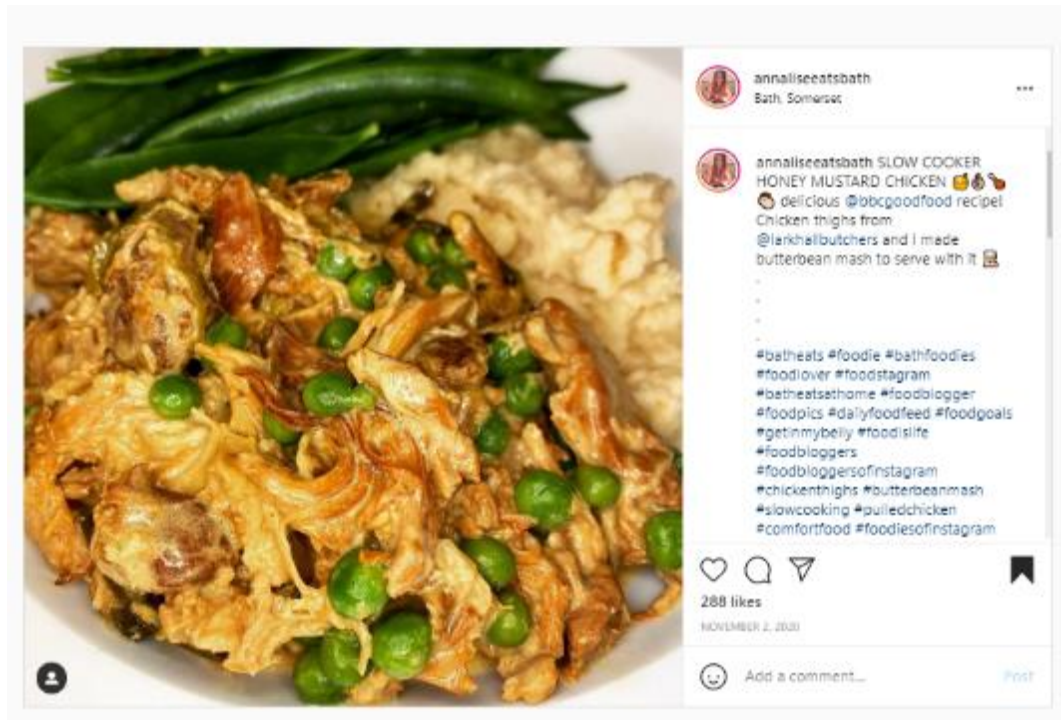 annaliseeatsbath
Bath, Somerset
annaliseeatsbath SLOW COOKER
HONEY MUSTARD CHICKEN 🍯💰🍗
delicious @bbcgoodfood recipe!
Chicken thighs from
@larkhallbutchers and I made
butterbean mash to serve with it
.
.
.
.
#batheats #foodie #bathfoodies
#foodlover #foodstagram
#batheatsathome #foodblogger
#foodpics #dailyfoodfeed #foodgoals
#getinmybelly #foodislife
#foodbloggers
#foodbloggersofinstagram
#chickenthighs #butterbeanmash
#slowcooking #pulledchicken
#comfortfood #foodiesofinstagram
288 likes
NOVEMBER 2, 2020
Add a comment...
Post